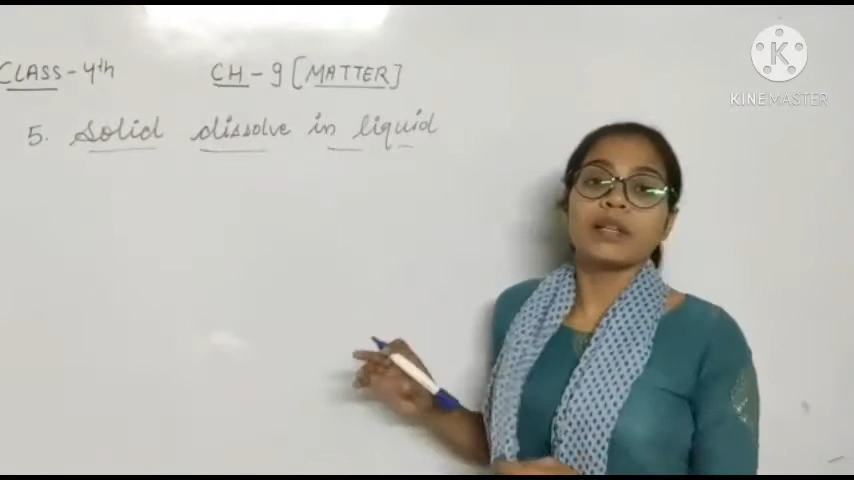 CLASS - 4th CH - 9 [MATTER]
5. Solid dissolve in liquid
K
KINEMASTER